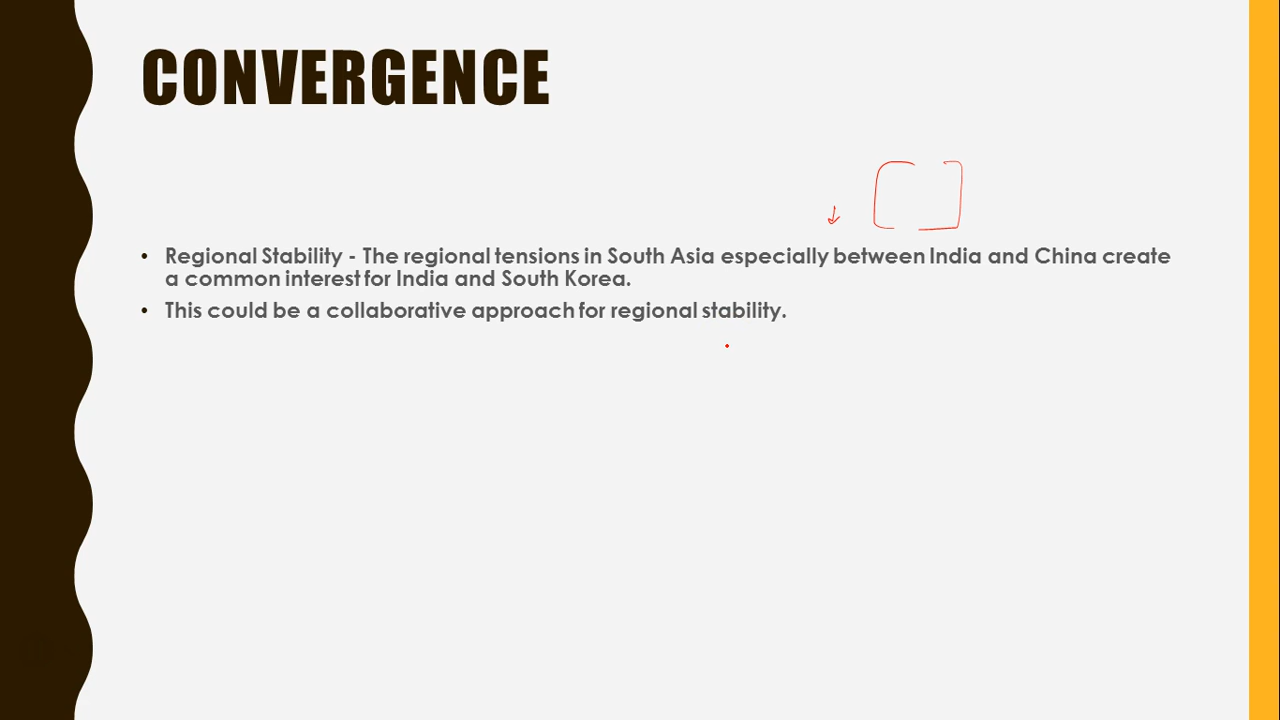 CONVERGENCE
• Regional Stability - The regional tensions in South Asia especially between India and China create
a common interest for India and South Korea.
• This could be a collaborative approach for regional stability.